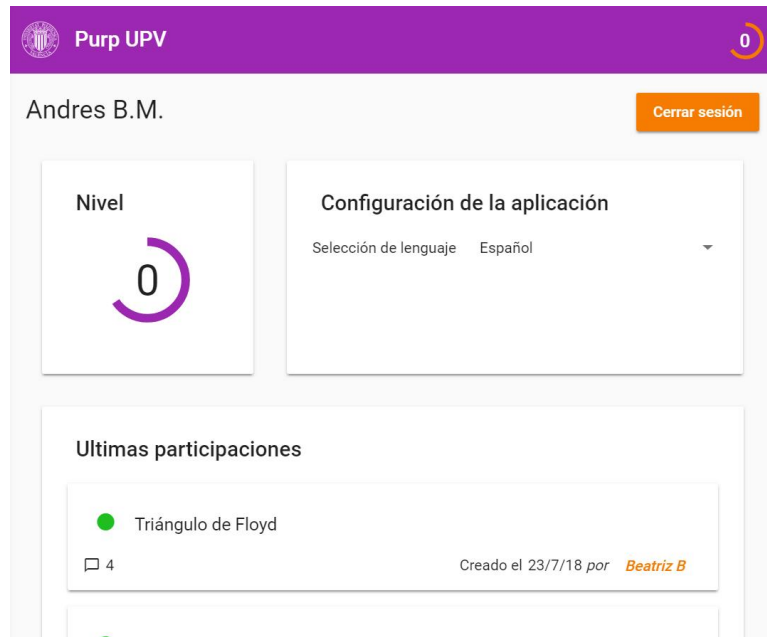 Purp UPV
0
Andres B.M.
Cerrar sesión
Nivel
0
Configuración de la aplicación
Selección de lenguaje Español
Ultimas participaciones
Triángulo de Floyd
4
Creado el 23/7/18 por Beatriz B